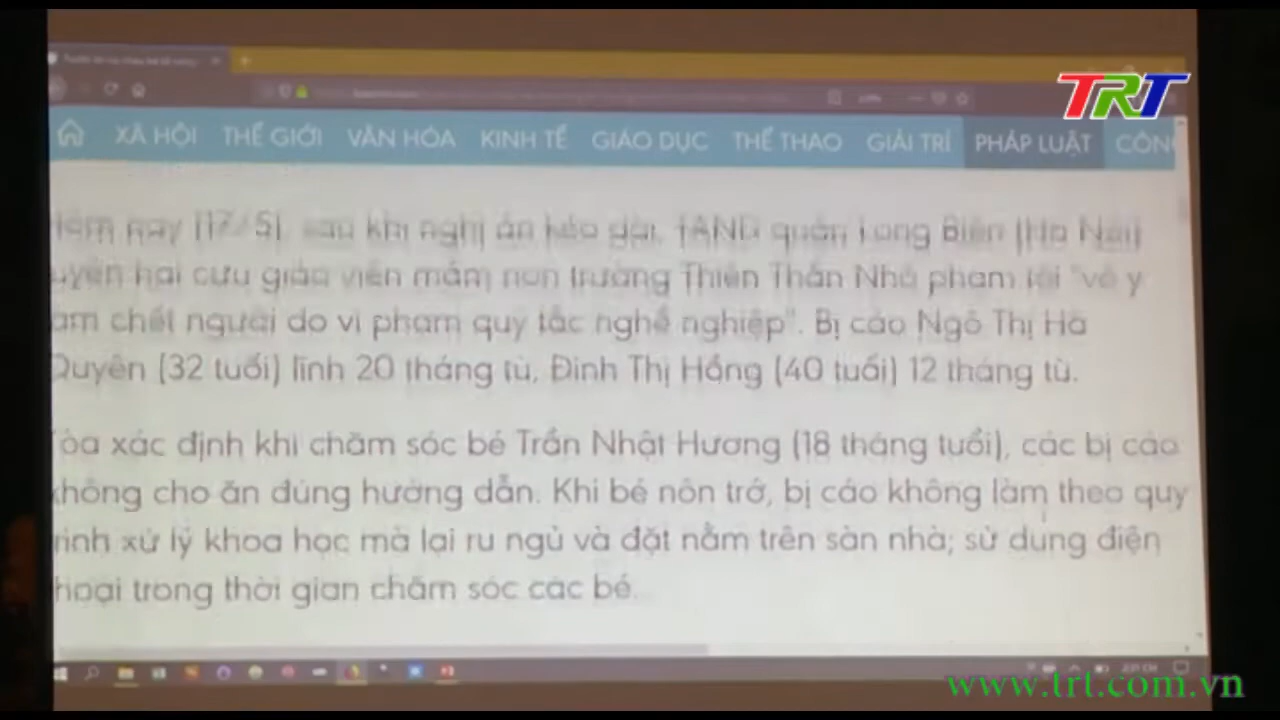 TRT
XÃ HỘI THẾ GIỚI VĂN HÓA KINH TẾ GIÁO DỤC THỂ THAO GIẢI TRÍ PHÁP LUẬT CÔNG
nay (17/5), sau khi nghị án kéo dài, TAND quận Long Biên (Hà Nội)
hai cựu giáo viên mầm non trường Thiên Thần Nhỏ phạm tội "vô ý
chết người do vi phạm quy tắc nghề nghiệp". Bị cáo Ngô Thị Hà
Quyên (32 tuổi) lĩnh 20 tháng tù, Đinh Thị Hồng (40 tuổi) 12 tháng tù.
Tòa xác định khi chăm sóc bé Trần Nhật Hương (18 tháng tuổi), các bị cáo
không cho ăn đúng hướng dẫn. Khi bé nôn trớ, bị cáo không làm theo quy
trình xử lý khoa học mà lại ru ngủ và đặt nằm trên sàn nhà; sử dụng điện
thoại trong thời gian chăm sóc các bé.
www.trt.com.vn